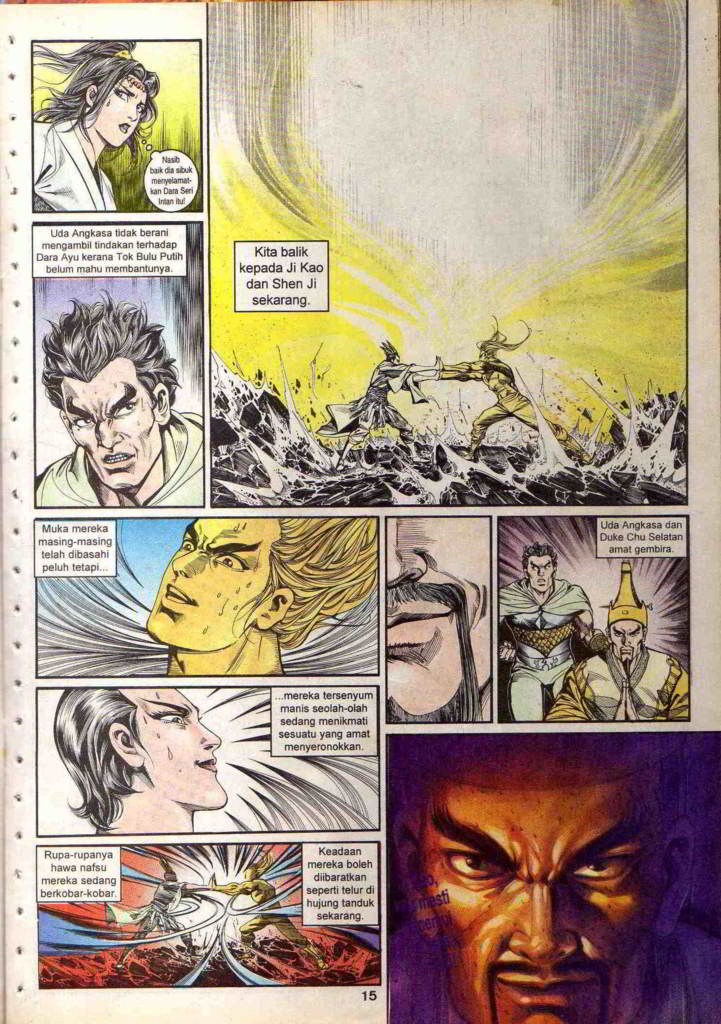 Nasib
baik dia sibuk
menyelamat-
kan Dara Seri
Intan itu!
Uda Angkasa tidak berani
mengambil tindakan terhadap
Dara Ayu kerana Tok Bulu Putih
belum mahu membantunya.
Kita balik
kepada Ji Kao
dan Shen Ji
sekarang.
Muka mereka
masing-masing
telah dibasahi
peluh tetapi...
Uda Angkasa dan
Duke Chu Selatan
amat gembira.
...mereka tersenyum
manis seolah-olah
sedang menikmati
sesuatu yang amat
menyeronokkan.
Rupa-rupanya
hawa nafsu
mereka sedang
berkobar-kobar.
Keadaan
mereka boleh
diibaratkan
seperti telur di
hujung tanduk
sekarang.
mesti
15